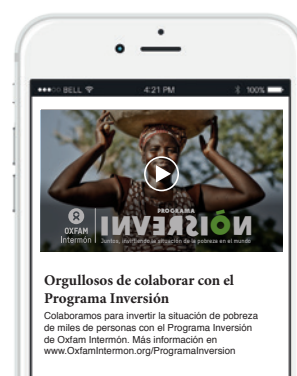 BELL 4:21 PM 100%
PROGRAMA
OXFAM
Intermón
INVERSIÓN
Juntos, invirtiendo la situación de la pobreza en el mundo
Orgullosos de colaborar con el
Programa Inversión
Colaboramos para invertir la situación de pobreza
de miles de personas con el Programa Inversión
de Oxfam Intermón. Más información en
www.OxfamIntermon.org/ProgramaInversion